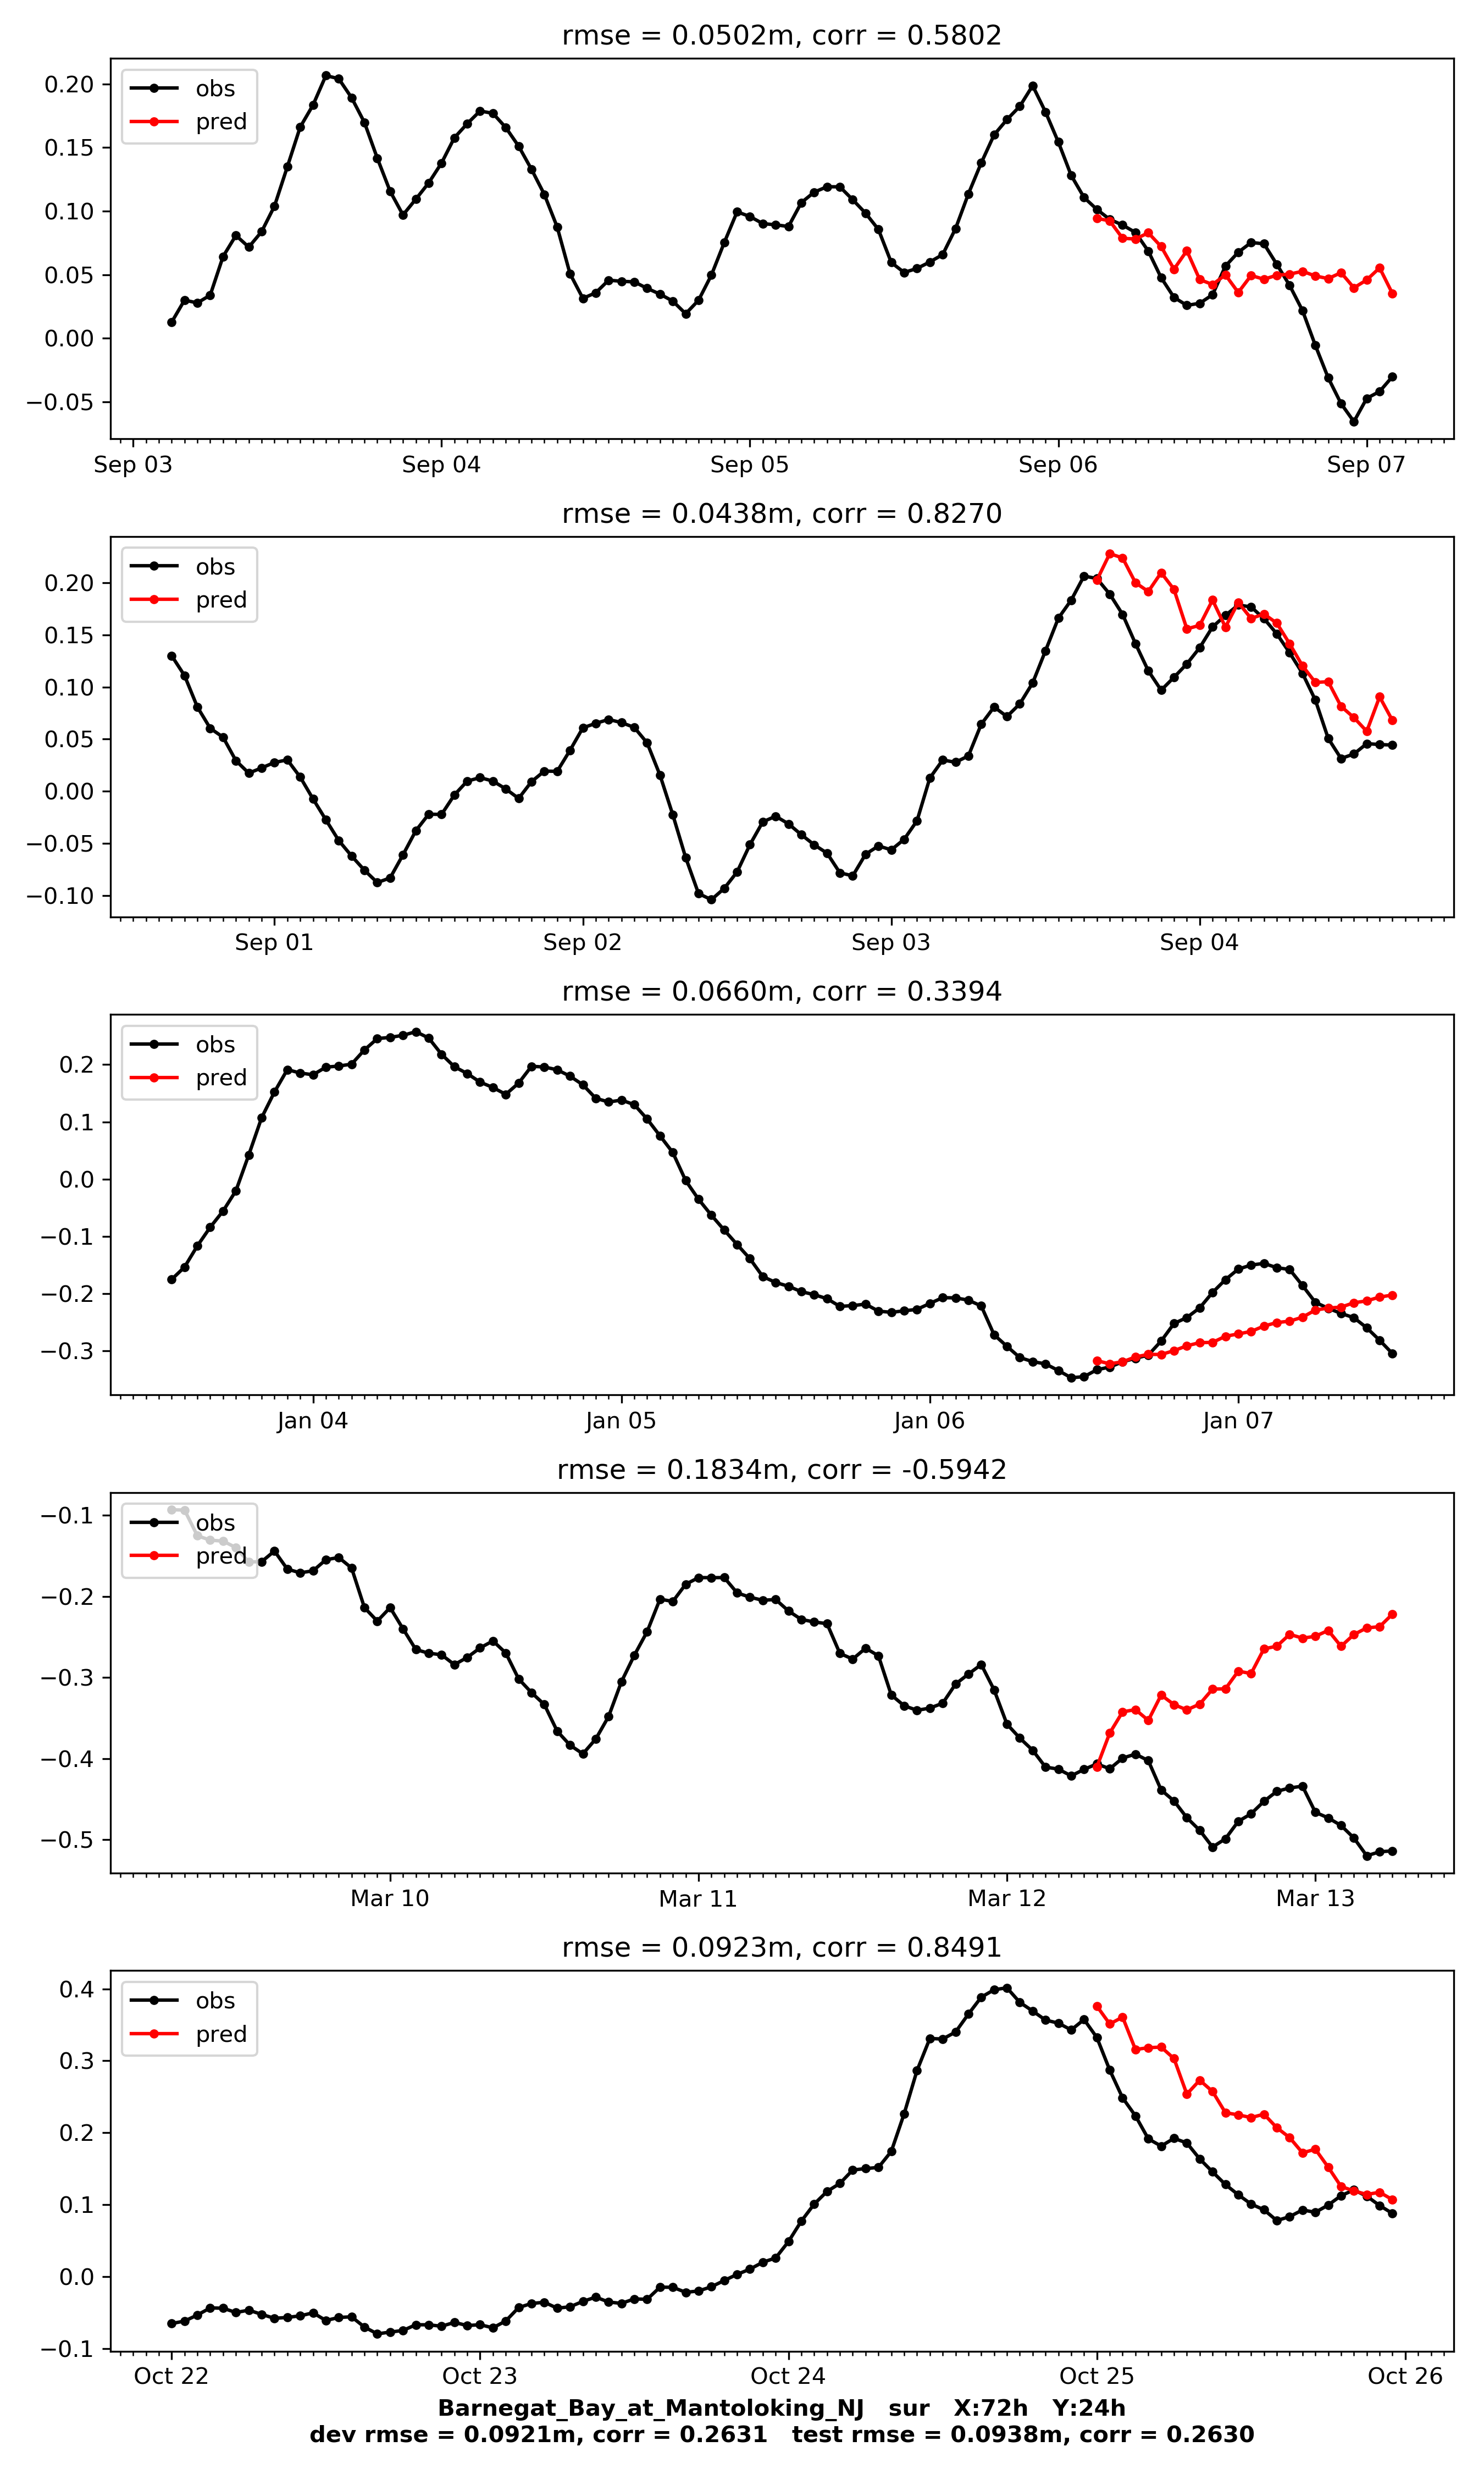 rmse = 0.0502m, corr = 0.5802
obs
pred
0.20
0.15
0.10
0.05
0.00
−0.05
Sep 03 Sep 04 Sep 05 Sep 06 Sep 07
rmse = 0.0438m, corr = 0.8270
obs
pred
0.20
0.15
0.10
0.05
0.00
−0.05
−0.10
Sep 01 Sep 02 Sep 03 Sep 04
rmse = 0.0660m, corr = 0.3394
obs
pred
0.2
0.1
0.0
−0.1
−0.2
−0.3
Jan 04 Jan 05 Jan 06 Jan 07
rmse = 0.1834m, corr = -0.5942
obs
pred
−0.1
−0.2
−0.3
−0.4
−0.5
Mar 10 Mar 11 Mar 12 Mar 13
rmse = 0.0923m, corr = 0.8491
obs
pred
0.4
0.3
0.2
0.1
0.0
−0.1
Oct 22 Oct 23 Oct 24 Oct 25 Oct 26
Barnegat_Bay_at_Mantoloking_NJ sur X:72h Y:24h
dev rmse = 0.0921m, corr = 0.2631 test rmse = 0.0938m, corr = 0.2630